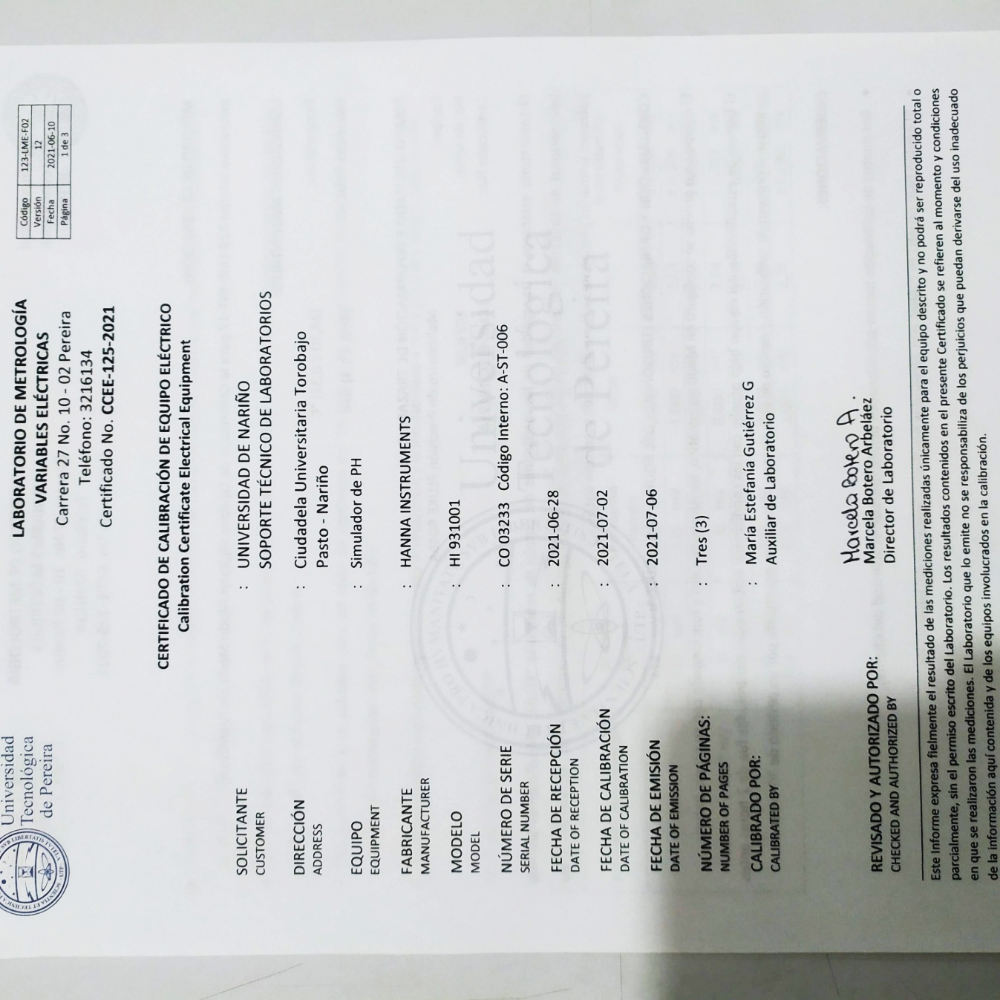 Universidad
Tecnológica
de Pereira
LABORATORIO DE METROLOGÍA
VARIABLES ELÉCTRICAS
Carrera 27 No. 10 - 02 Pereira
Teléfono: 3216134
Certificado No. CCEE-125-2021
Código 123-LME-F02
Versión 12
Fecha 2021-06-10
Página 1 de 3
CERTIFICADO DE CALIBRACIÓN DE EQUIPO ELÉCTRICO
Calibration Certificate Electrical Equipment
SOLICITANTE : UNIVERSIDAD DE NARIÑO
CUSTOMER SOPORTE TÉCNICO DE LABORATORIOS
DIRECCIÓN : Ciudadela Universitaria Torobajo
ADDRESS Pasto - Nariño
EQUIPO : Simulador de PH
EQUIPMENT
FABRICANTE : HANNA INSTRUMENTS
MANUFACTURER
MODELO : HI 931001
MODEL
NÚMERO DE SERIE : CO 03233 Código Interno: A-ST-006
SERIAL NUMBER
FECHA DE RECEPCIÓN : 2021-06-28
DATE OF RECEPTION
FECHA DE CALIBRACIÓN : 2021-07-02
DATE OF CALIBRATION
FECHA DE EMISIÓN : 2021-07-06
DATE OF EMISSION
NÚMERO DE PÁGINAS: : Tres (3)
NUMBER OF PAGES
CALIBRADO POR: : María Estefanía Gutiérrez G
CALIBRATED BY Auxiliar de Laboratorio
Marcela Botero A.
REVISADO Y AUTORIZADO POR: Marcela Botero Arbeláez
CHECKED AND AUTHORIZED BY Director de Laboratorio
Este Informe expresa fielmente el resultado de las mediciones realizadas únicamente para el equipo descrito y no podrá ser reproducido total o
parcialmente, sin el permiso escrito del Laboratorio. Los resultados contenidos en el presente Certificado se refieren al momento y condiciones
en que se realizaron las mediciones. El Laboratorio que lo emite no se responsabiliza de los perjuicios que puedan derivarse del uso inadecuado
de la información aquí contenida y de los equipos involucrados en la calibración.
Universidad
Tecnológica
de Pereira